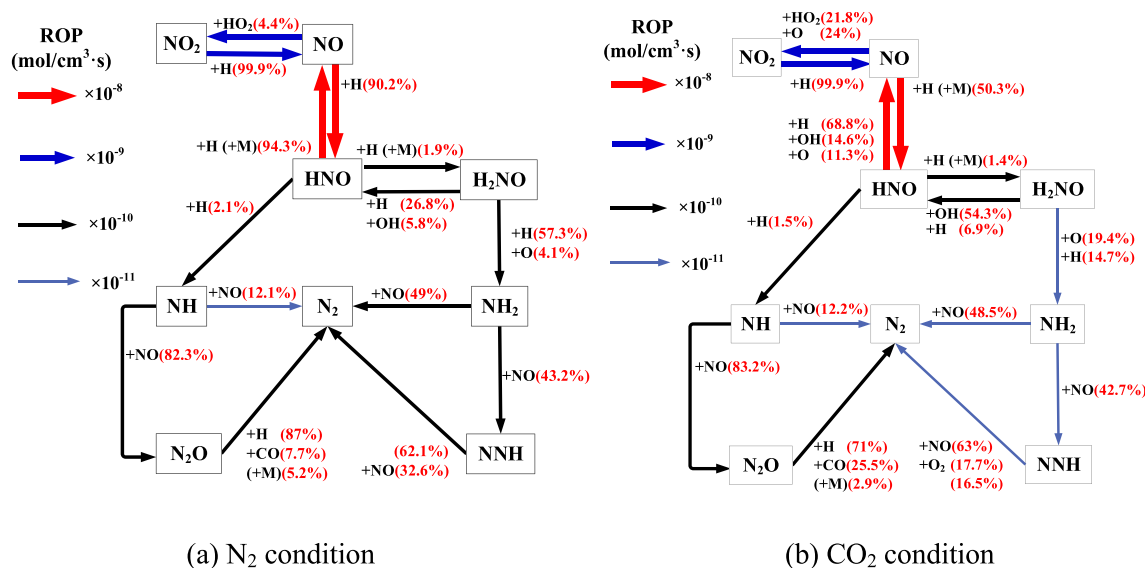 ROP
(mol/cm³·s)
×10⁻⁸
×10⁻⁹
×10⁻¹⁰
×10⁻¹¹
+HO₂(4.4%)
NO₂
NO
+H(99.9%)
+H(90.2%)
+H (+M)(94.3%)
+H (+M)(1.9%)
HNO
H₂NO
+H (26.8%)
+OH(5.8%)
+H(2.1%)
+H(57.3%)
+O(4.1%)
NH
+NO(12.1%)
N₂
+NO(49%)
NH₂
+NO(82.3%)
+NO(43.2%)
N₂O
+H (87%)
+CO(7.7%)
(+M)(5.2%)
(62.1%)
+NO(32.6%)
NNH
(a) N₂ condition
ROP
(mol/cm³·s)
×10⁻⁸
×10⁻⁹
×10⁻¹⁰
×10⁻¹¹
+HO₂(21.8%)
+O (24%)
NO₂
NO
+H(99.9%)
+H (+M)(50.3%)
+H (68.8%)
+OH(14.6%)
+O (11.3%)
+H (+M)(1.4%)
HNO
H₂NO
+OH(54.3%)
+H (6.9%)
+H(1.5%)
+O(19.4%)
+H(14.7%)
NH
+NO(12.2%)
N₂
+NO(48.5%)
NH₂
+NO(83.2%)
+NO(42.7%)
N₂O
+H (71%)
+CO(25.5%)
(+M)(2.9%)
+NO(63%)
+O₂ (17.7%)
(16.5%)
NNH
(b) CO₂ condition